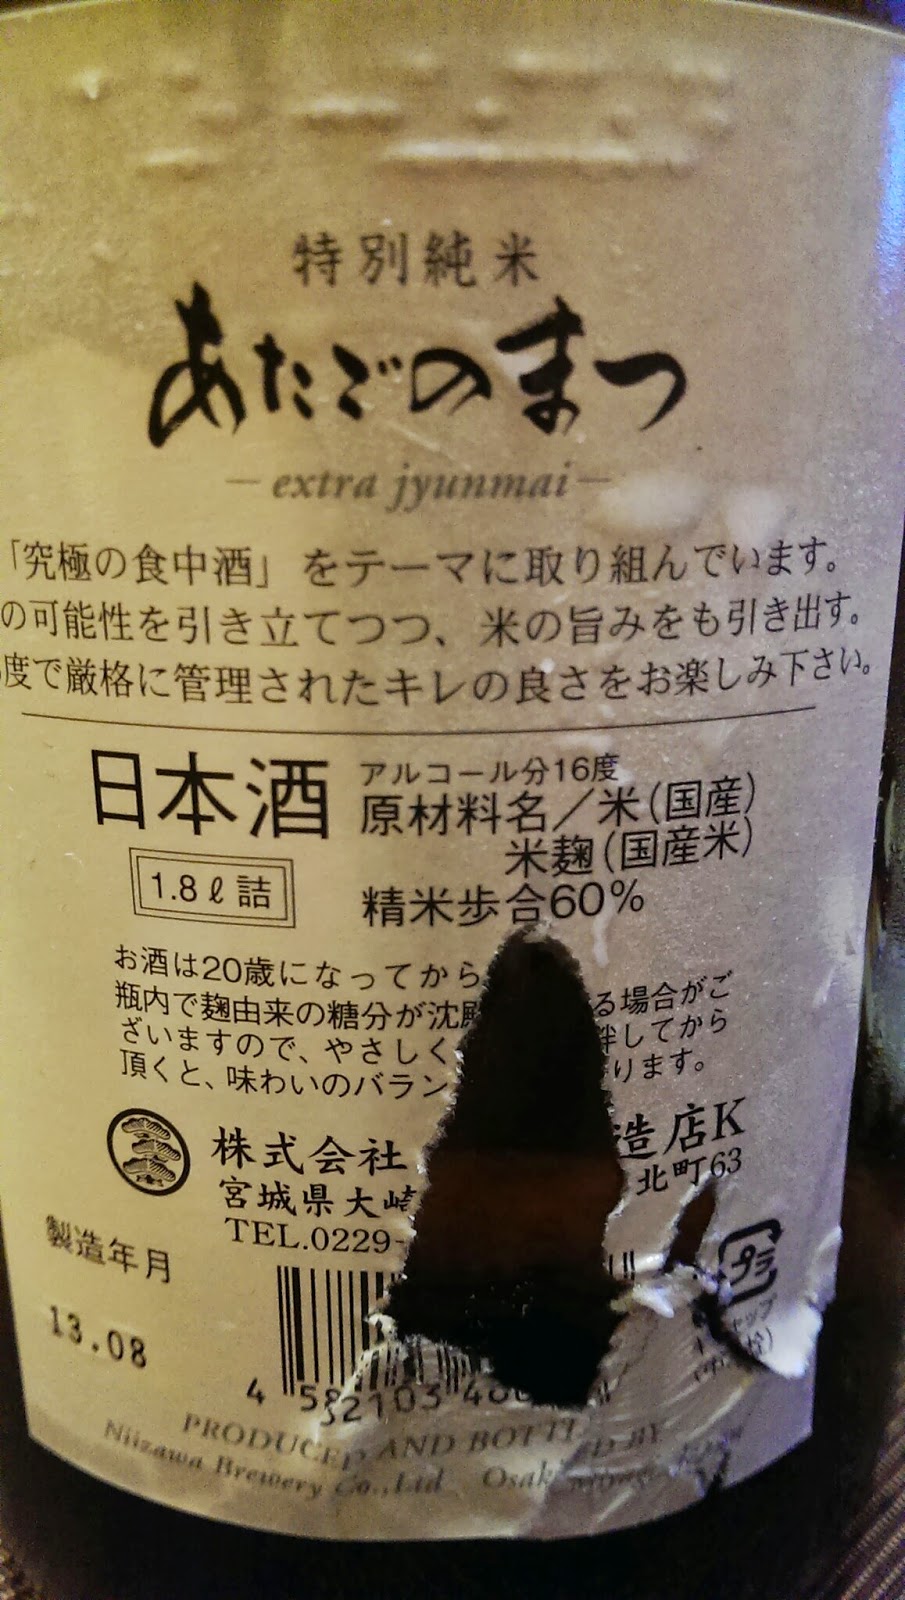 特別純米
あたごのまつ
extra jyunmai
「究極の食中酒」をテーマに取り組んでいます。
の可能性を引き立てつつ、米の旨みをも引き出す。
度で厳格に管理されたキレの良さをお楽しみ下さい。
日本酒
アルコール分16度
原材料名／米(国産)
米麹(国産米)
精米歩合60%
1.8ℓ詰
お酒は20歳になってから
瓶内で麹由来の糖分が沈 る場合がご
ざいますので、やさしく 拌してから
頂くと、味わいのバラン ります。
株式会社 造店K
宮城県大崎 北町63
TEL.0229-
製造年月
13.08
プラ
4 582103 480
PRODUCED AND BOTTLED BY
Niizawa Brewery Co.,Ltd Osaki